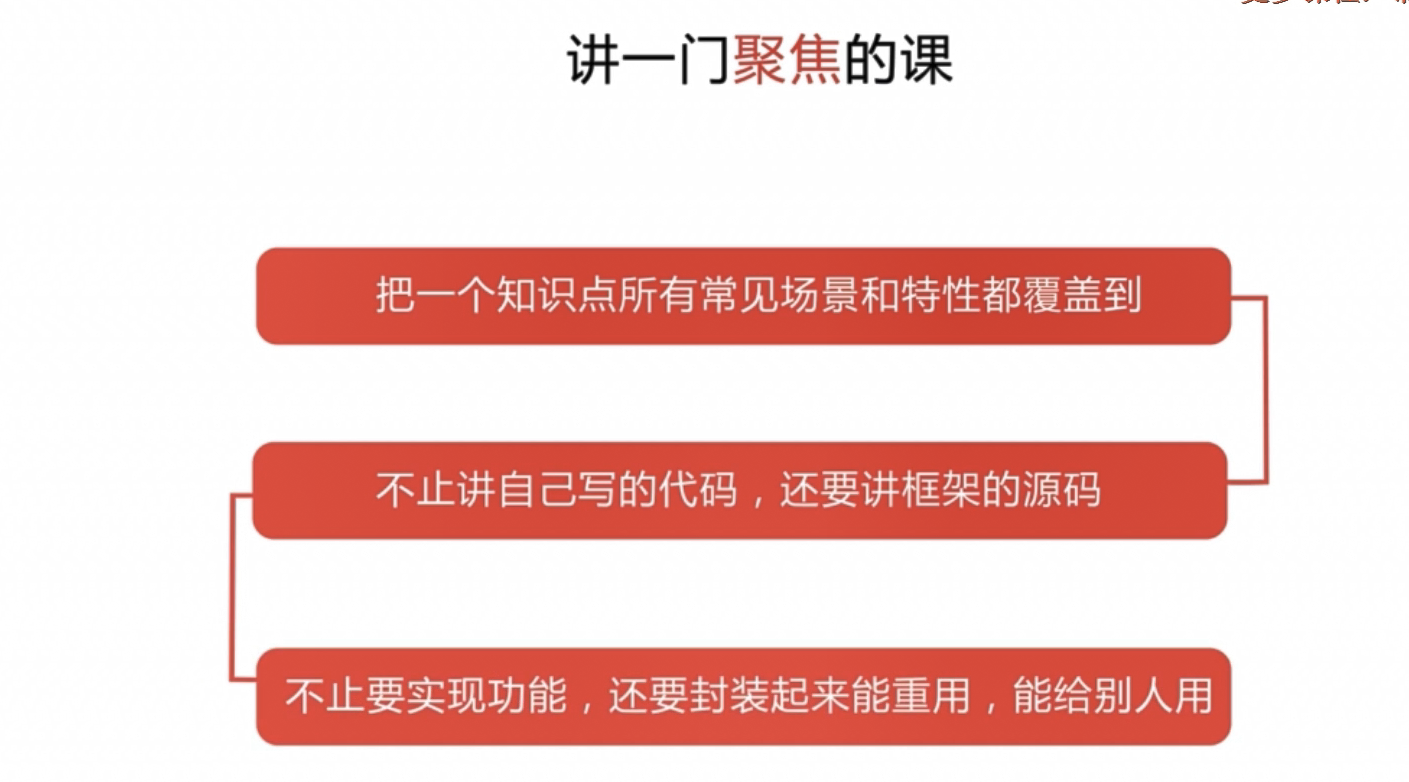 讲一门聚焦的课
把一个知识点所有常见场景和特性都覆盖到
不止讲自己写的代码，还要讲框架的源码
不止要实现功能，还要封装起来能重用，能给别人用